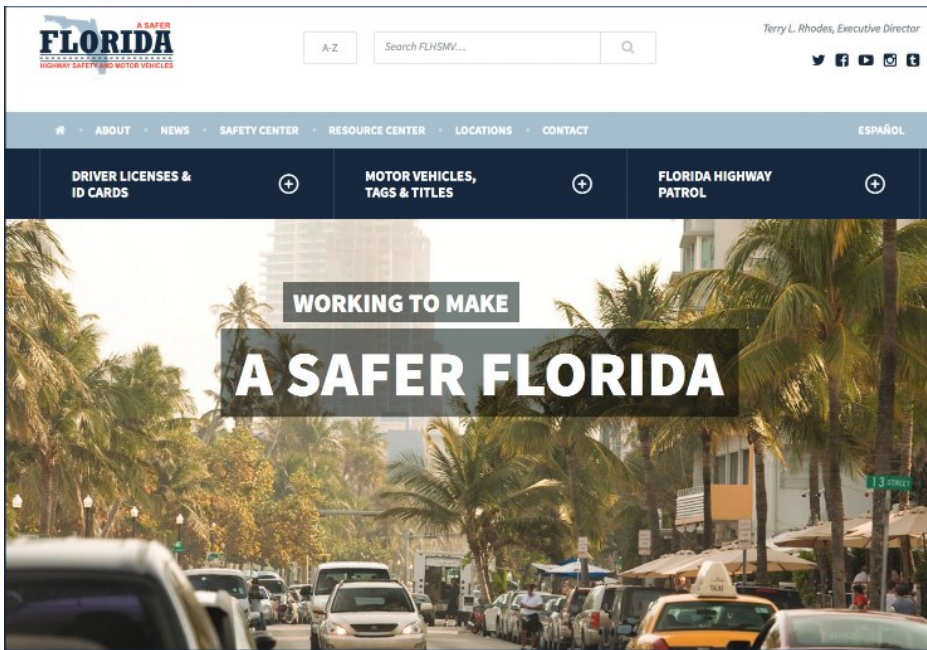 A SAFER
FLORIDA
HIGHWAY SAFETY AND MOTOR VEHICLES
A-Z
Search FLHSMV....
Terry L. Rhodes, Executive Director
ABOUT
NEWS
SAFETY CENTER
RESOURCE CENTER
LOCATIONS
CONTACT
ESPAÑOL
DRIVER LICENSES &
ID CARDS
MOTOR VEHICLES,
TAGS & TITLES
FLORIDA HIGHWAY
PATROL
WORKING TO MAKE
A SAFER FLORIDA
13 STREET
TAXI